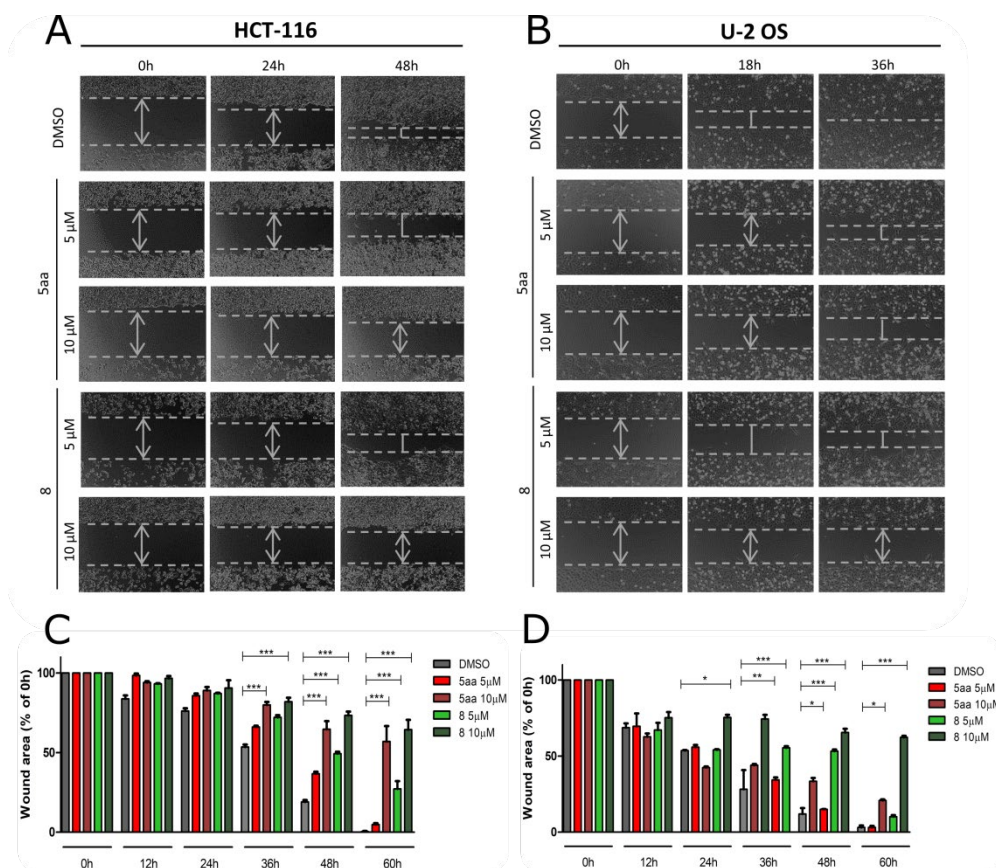 A
HCT-116
0h 24h 48h
DMSO
5aa
5 µM
10 µM
8
5 µM
10 µM
B
U-2 OS
0h 18h 36h
DMSO
5aa
5 µM
10 µM
8
5 µM
10 µM
C
Wound area (% of 0h)
100
50
0
***
***
***
***
***
***
***
***
DMSO
5aa 5µM
5aa 10µM
8 5µM
8 10µM
0h 12h 24h 36h 48h 60h
D
Wound area (% of 0h)
100
50
0
*
***
**
***
***
*
***
*
DMSO
5aa 5µM
5aa 10µM
8 5µM
8 10µM
0h 12h 24h 36h 48h 60h